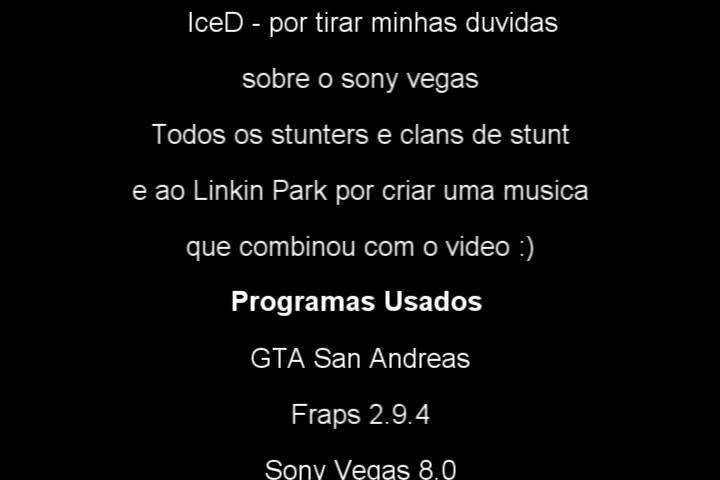 IceD - por tirar minhas duvidas
sobre o sony vegas
Todos os stunters e clans de stunt
e ao Linkin Park por criar uma musica
que combinou com o video :)
Programas Usados
GTA San Andreas
Fraps 2.9.4
Sony Vegas 8.0